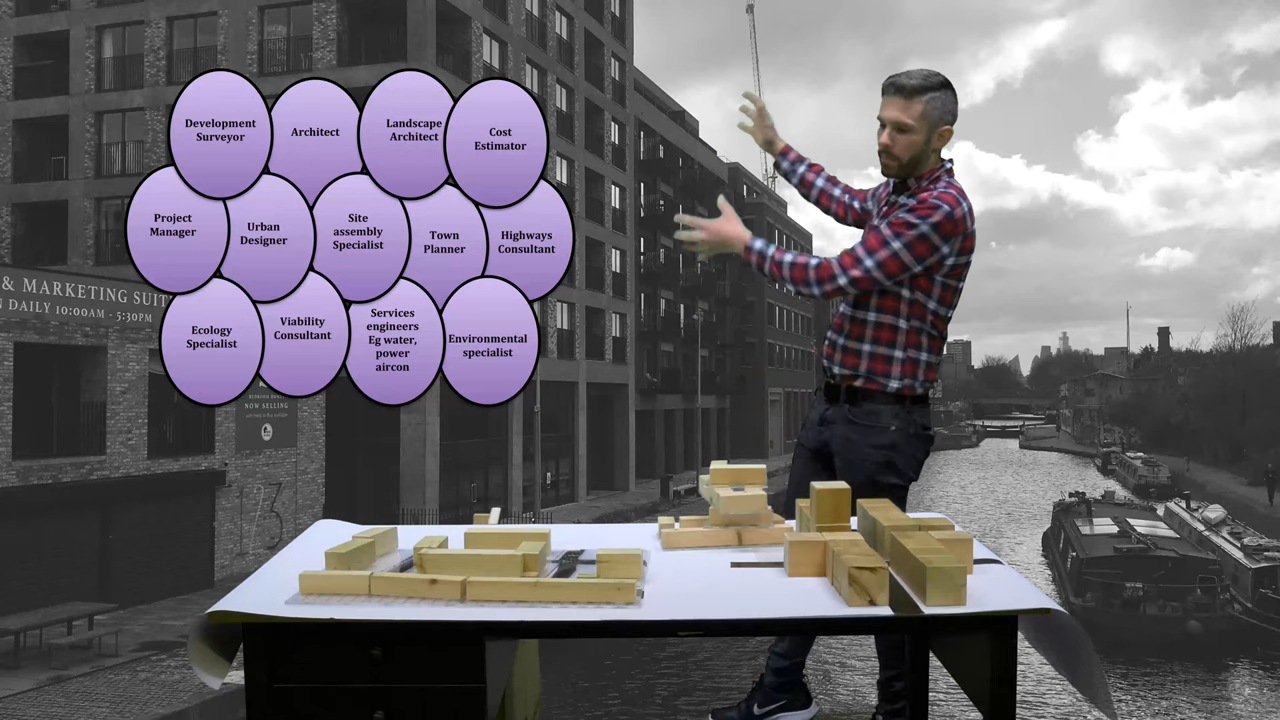 Development
Surveyor
Architect
Landscape
Architect
Cost
Estimator
Project
Manager
Urban
Designer
Site
assembly
Specialist
Town
Planner
Highways
Consultant
Ecology
Specialist
Viability
Consultant
Services
engineers
Eg water,
power
aircon
Environmental
specialist
& MARKETING SUIT
N DAILY 10:00AM - 5:30PM
NOW SELLING
193